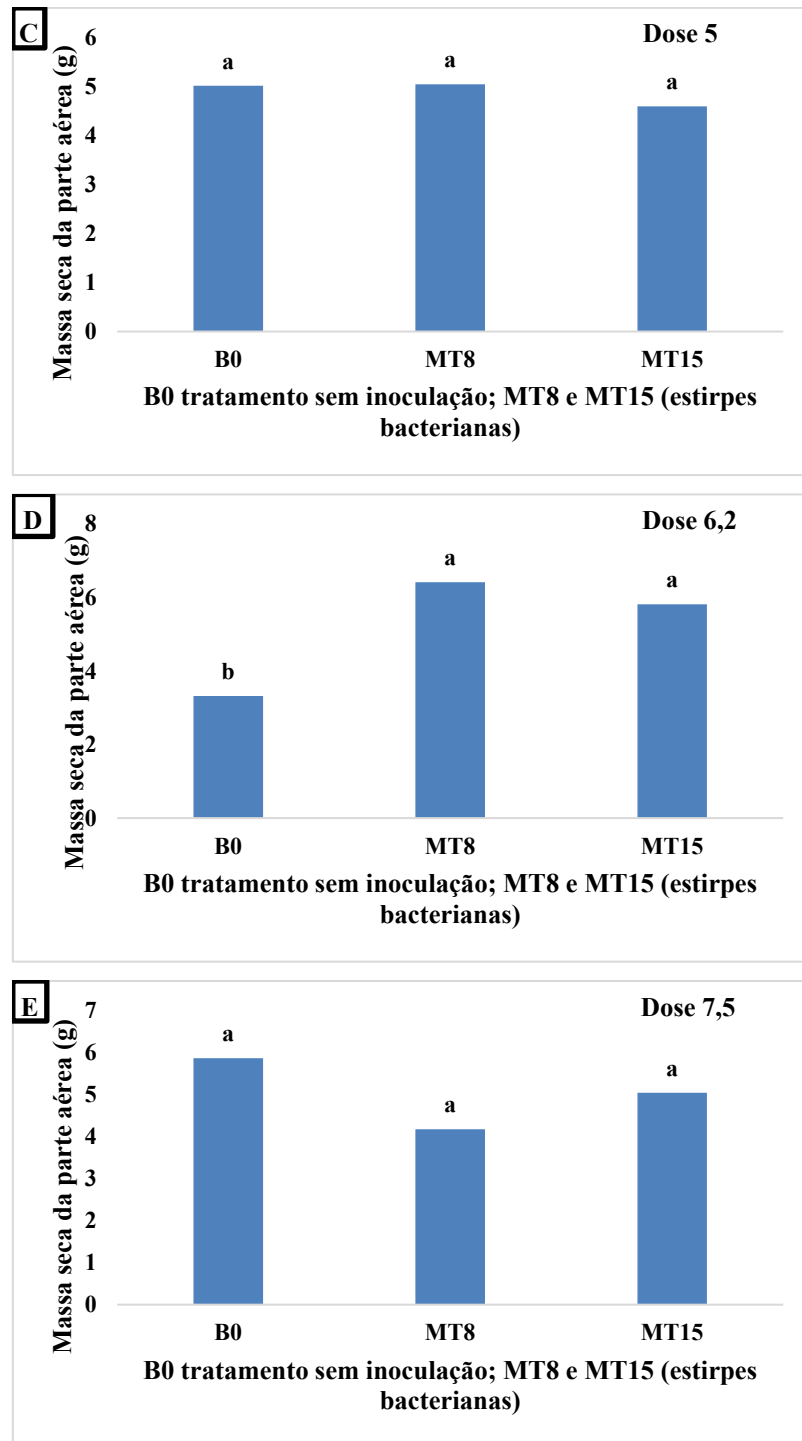 C
Dose 5
Massa seca da parte aérea (g)
6
5
4
3
2
1
0
a
a
a
B0
MT8
MT15
B0 tratamento sem inoculação; MT8 e MT15 (estirpes
bacterianas)
D
Dose 6,2
Massa seca da parte aérea (g)
8
6
4
2
0
b
a
a
B0
MT8
MT15
B0 tratamento sem inoculação; MT8 e MT15 (estirpes
bacterianas)
E
Dose 7,5
Massa seca da parte aérea (g)
7
6
5
4
3
2
1
0
a
a
a
B0
MT8
MT15
B0 tratamento sem inoculação; MT8 e MT15 (estirpes
bacterianas)